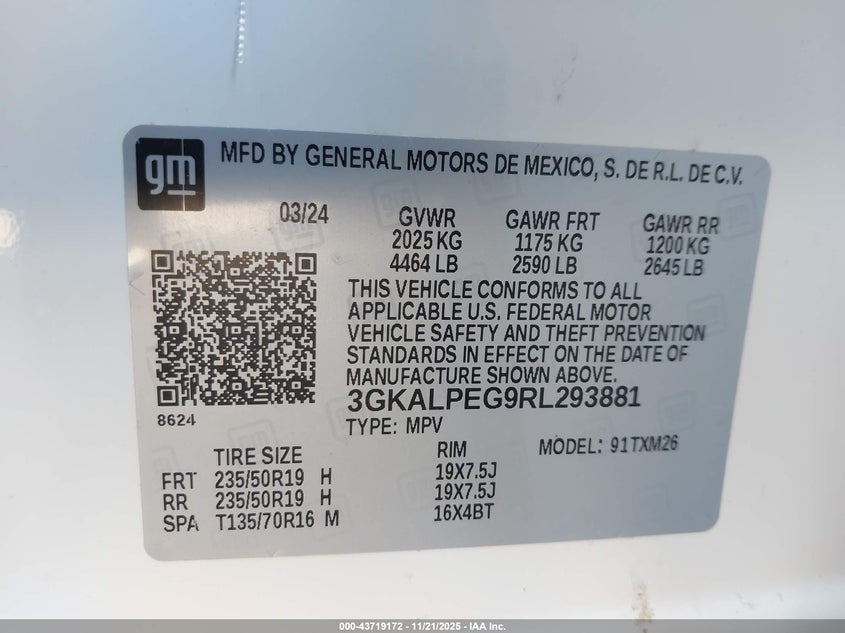 gm MFD BY GENERAL MOTORS DE MEXICO, S. DE R.L. DE C.V.
03/24 GVWR GAWR FRT GAWR RR
2025 KG 1175 KG 1200 KG
4464 LB 2590 LB 2645 LB
THIS VEHICLE CONFORMS TO ALL
APPLICABLE U.S. FEDERAL MOTOR
VEHICLE SAFETY AND THEFT PREVENTION
STANDARDS IN EFFECT ON THE DATE OF
MANUFACTURE SHOWN ABOVE.
3GKALPEG9RL293881
8624
TYPE: MPV
TIRE SIZE RIM MODEL: 91TXM26
FRT 235/50R19 H 19X7.5J
RR 235/50R19 H 19X7.5J
SPA T135/70R16 M 16X4BT
000-43719172 - 11/21/2025 - IAA Inc.